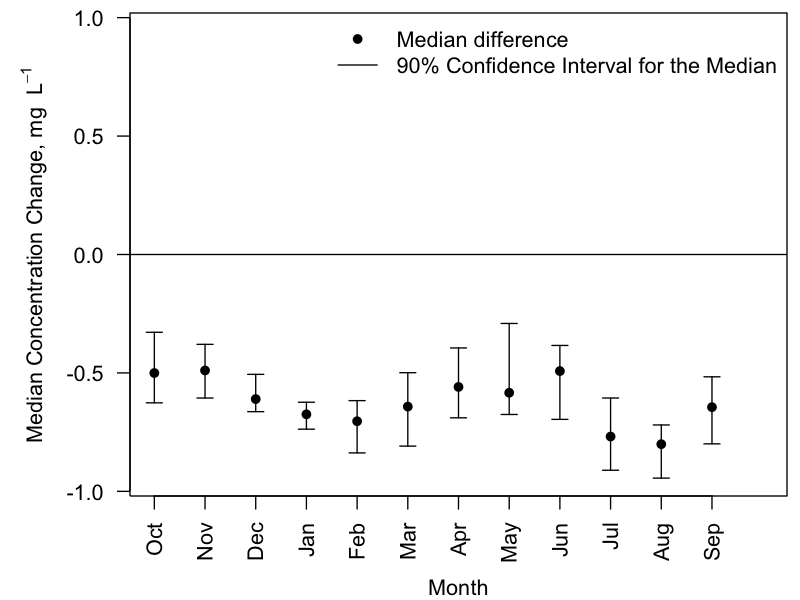 Median difference
90% Confidence Interval for the Median
Median Concentration Change, mg L⁻¹
1.0
0.5
0.0
-0.5
-1.0
Oct Nov Dec Jan Feb Mar Apr May Jun Jul Aug Sep
Month